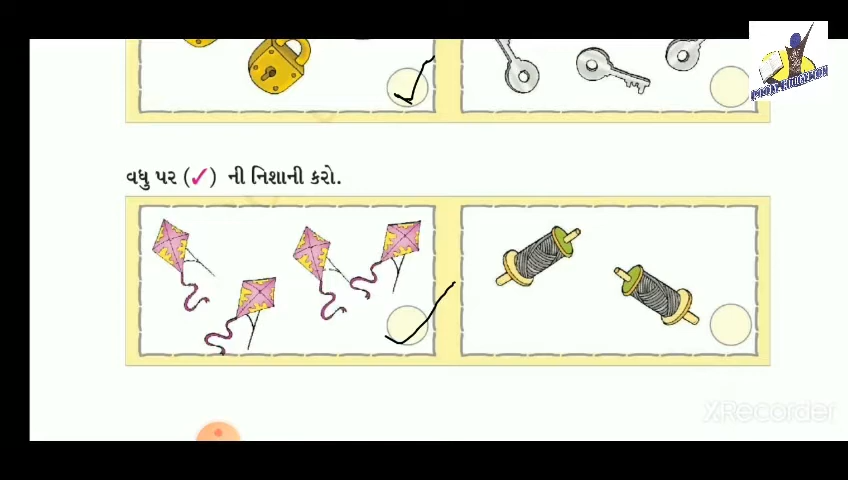 વધુ પર (✓) ની નિશાની કરો.
XRecorder